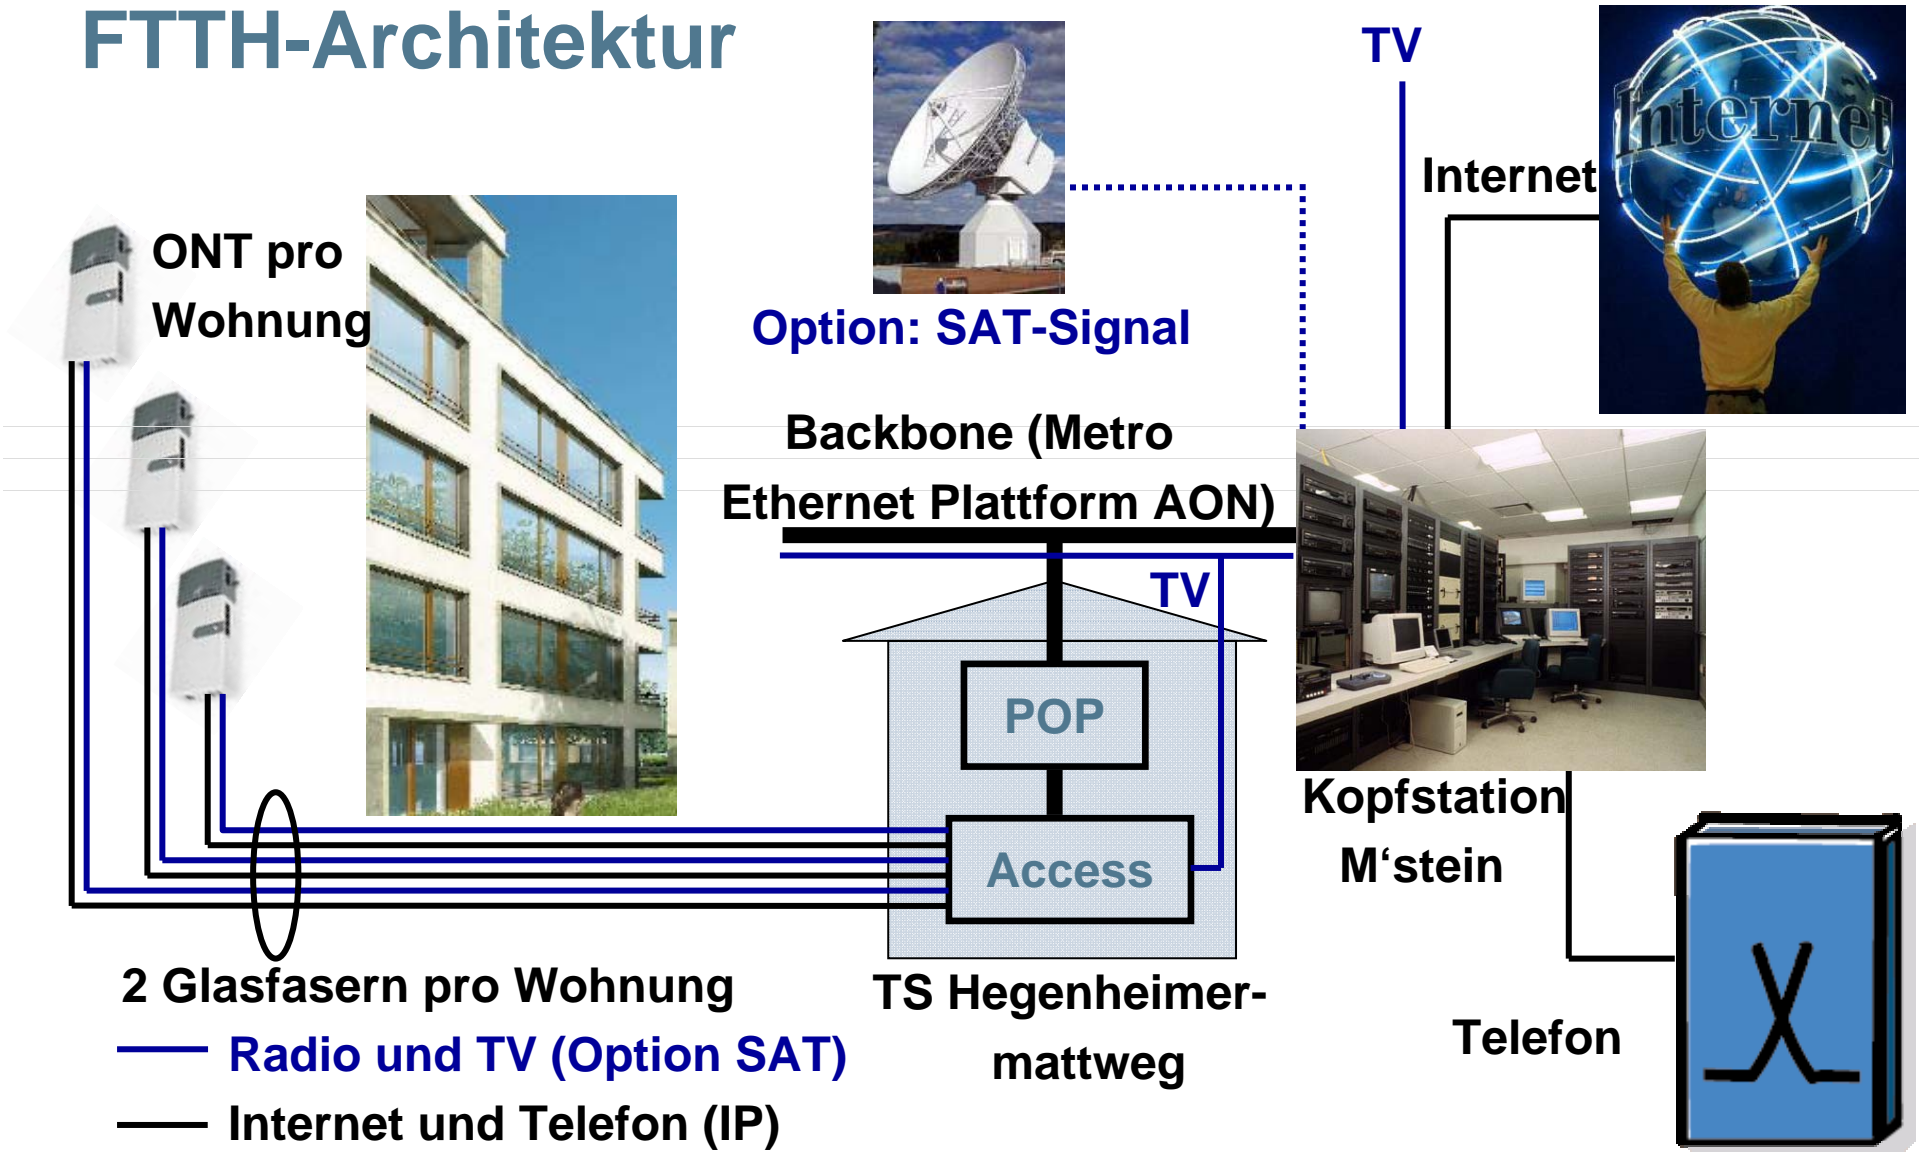 FTTH-Architektur
TV
Internet
Internet
ONT pro
Wohnung
Option: SAT-Signal
Backbone (Metro
Ethernet Plattform AON)
TV
POP
Access
Kopfstation
M‘stein
2 Glasfasern pro Wohnung
Radio und TV (Option SAT)
Internet und Telefon (IP)
TS Hegenheimer-
mattweg
Telefon